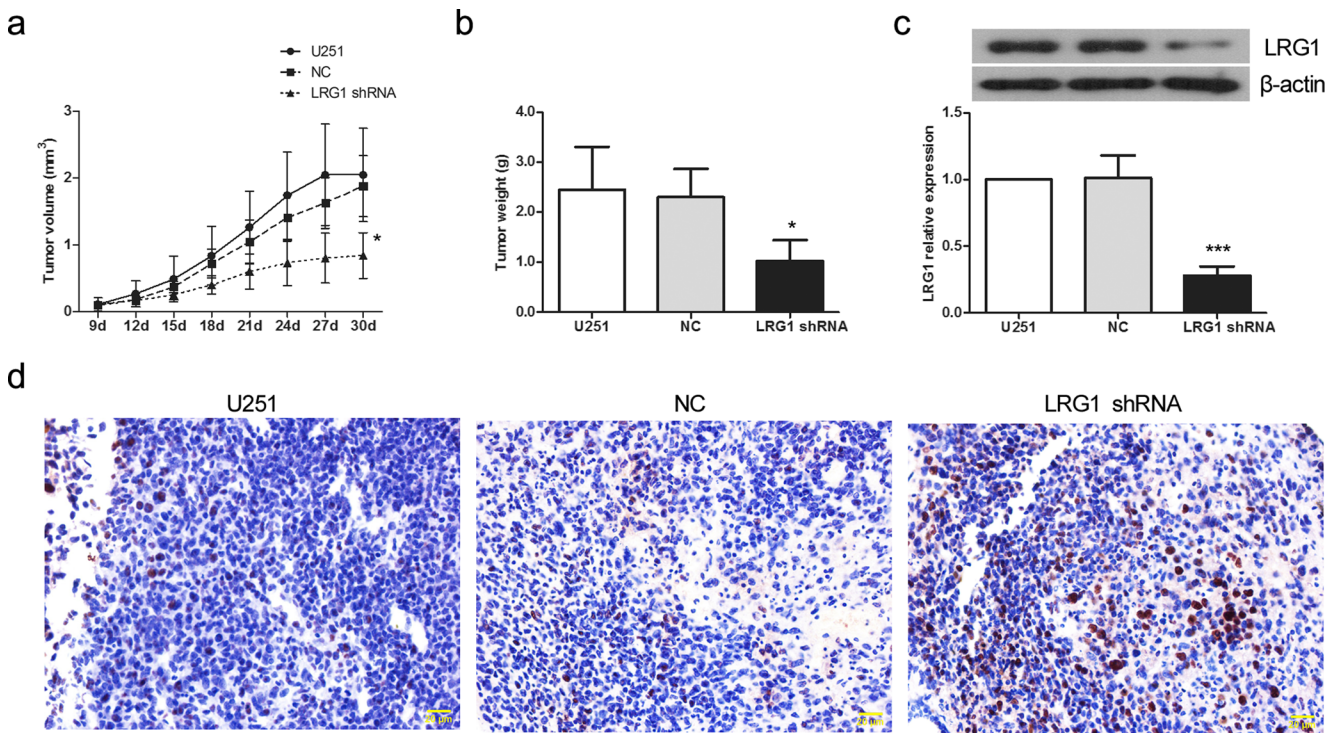 a
U251
NC
LRG1 shRNA
Tumor volume (mm³)
3
2
1
0
*
9d 12d 15d 18d 21d 24d 27d 30d
b
Tumor weight (g)
4.0
3.0
2.0
1.0
0.0
*
U251 NC LRG1 shRNA
c
LRG1
β-actin
LRG1 relative expression
1.5
1.0
0.5
0.0
***
U251 NC LRG1 shRNA
d
U251 NC LRG1 shRNA